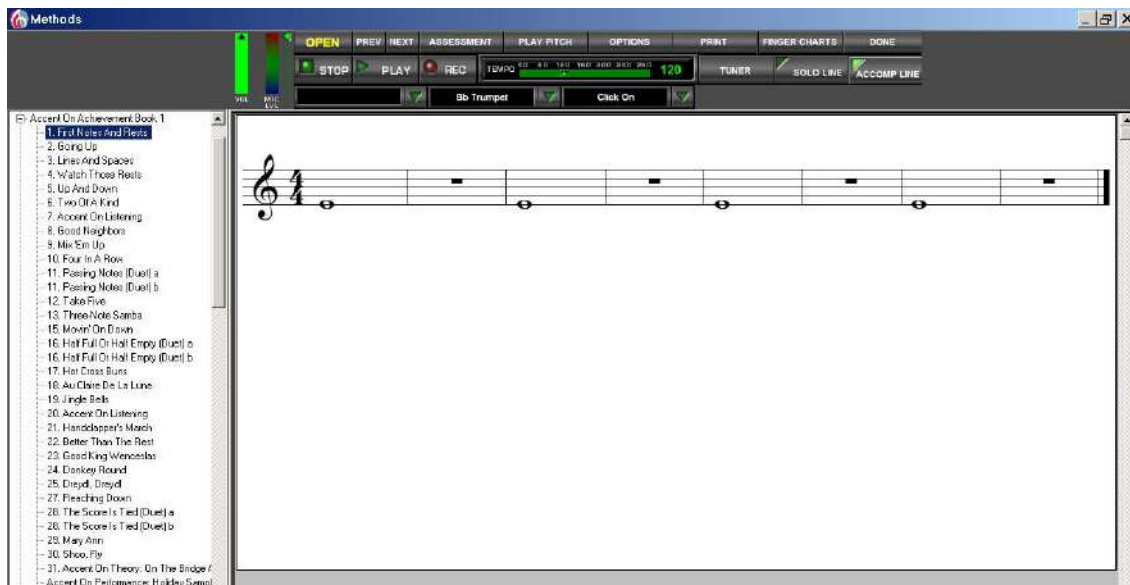 Methods
OPEN PREV NEXT ASSESSMENT PLAY PITCH OPTIONS PRINT FINGER CHARTS DONE
STOP PLAY REC TEMPO 120 TUNER SOLO LINE ACCOMP LINE
VOL MIC LVL Bb Trumpet Click On
Accent On Achievement Book 1
1. First Notes And Rests
2. Going Up
3. Lines And Spaces
4. Watch Those Rests
5. Up And Down
6. Two Of A Kind
7. Accent On Listening
8. Good Neighbors
9. Mix 'Em Up
10. Four In A Row
11. Passing Notes (Duet) a
11. Passing Notes (Duet) b
12. Take Five
13. Three-Note Samba
15. Movin' On Down
16. Half Full Or Half Empty (Duet) a
16. Half Full Or Half Empty (Duet) b
17. Hot Cross Buns
18. Au Claire De La Lune
19. Jingle Bells
20. Accent On Listening
21. Handclapper's March
22. Better Than The Rest
23. Good King Wenceslas
24. Donkey Round
25. Dreydl, Dreydl
27. Reaching Down
28. The Score Is Tied (Duet) a
28. The Score Is Tied (Duet) b
29. Mary Ann
30. Shoo, Fly
31. Accent On Theory: On The Bridge
Accent On Performance: Holiday Sampl